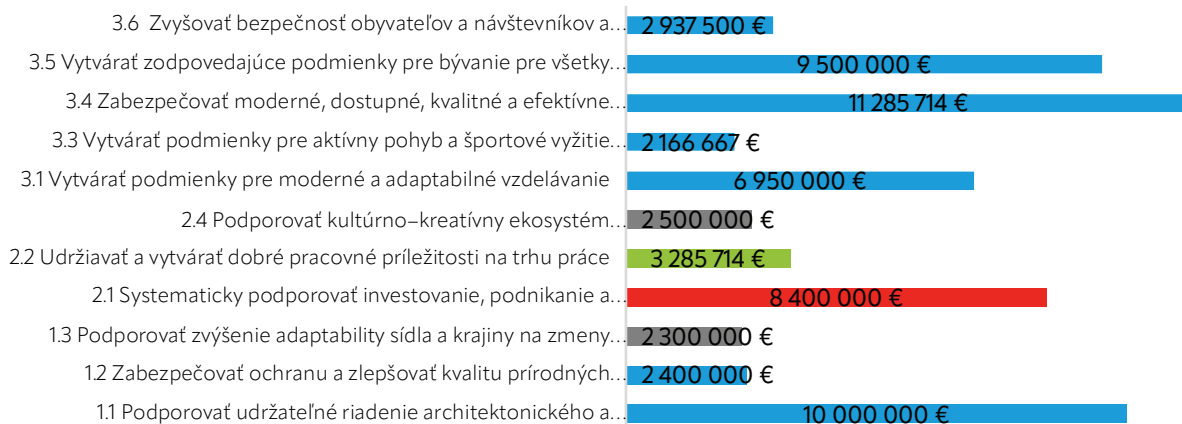 3.6 Zvyšovať bezpečnosť obyvateľov a návštevníkov a... 2 937 500 €
3.5 Vytvárať zodpovedajúce podmienky pre bývanie pre všetky... 9 500 000 €
3.4 Zabezpečovať moderné, dostupné, kvalitné a efektívne... 11 285 714 €
3.3 Vytvárať podmienky pre aktívny pohyb a športové vyžitie... 2 166 667 €
3.1 Vytvárať podmienky pre moderné a adaptabilné vzdelávanie 6 950 000 €
2.4 Podporovať kultúrno–kreatívny ekosystém... 2 500 000 €
2.2 Udržiavať a vytvárať dobré pracovné príležitosti na trhu práce 3 285 714 €
2.1 Systematicky podporovať investovanie, podnikanie a... 8 400 000 €
1.3 Podporovať zvýšenie adaptability sídla a krajiny na zmeny... 2 300 000 €
1.2 Zabezpečovať ochranu a zlepšovať kvalitu prírodných... 2 400 000 €
1.1 Podporovať udržateľné riadenie architektonického a... 10 000 000 €